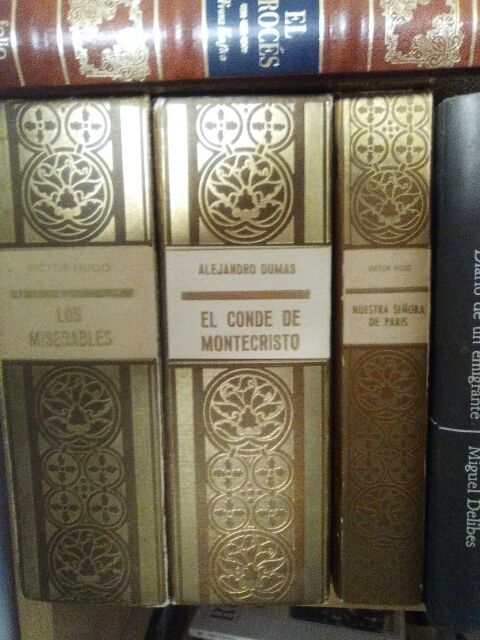 EL
PROCÉS
VICTOR HUGO
LOS
MISERABLES
ALEJANDRO DUMAS
EL CONDE DE
MONTECRISTO
VICTOR HUGO
NUESTRA SEÑORA
DE PARIS
Diario de un emigrante
Miguel Delibes